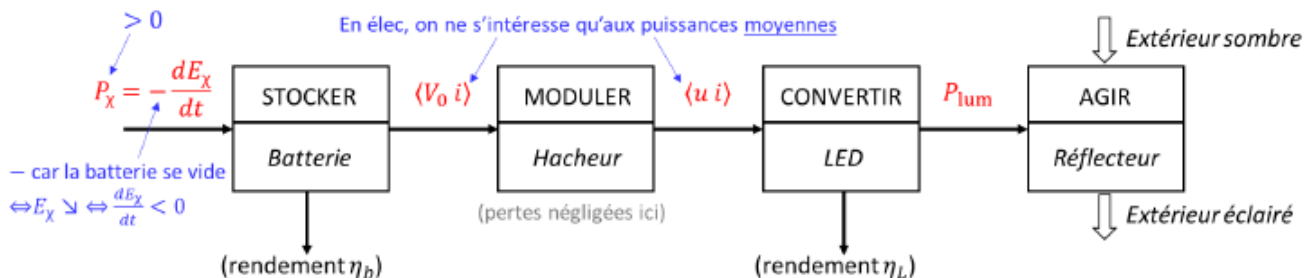 > 0
En élec, on ne s'intéresse qu'aux puissances moyennes
Extérieur sombre
P_χ = − dE_χ/dt
STOCKER
⟨V₀ i⟩
MODULER
⟨u i⟩
CONVERTIR
P_lum
AGIR
Batterie
Hacheur
LED
Réflecteur
− car la batterie se vide
⇔E_χ ↘ ⇔ dE_χ/dt < 0
(pertes négligées ici)
Extérieur éclairé
(rendement η_b)
(rendement η_L)